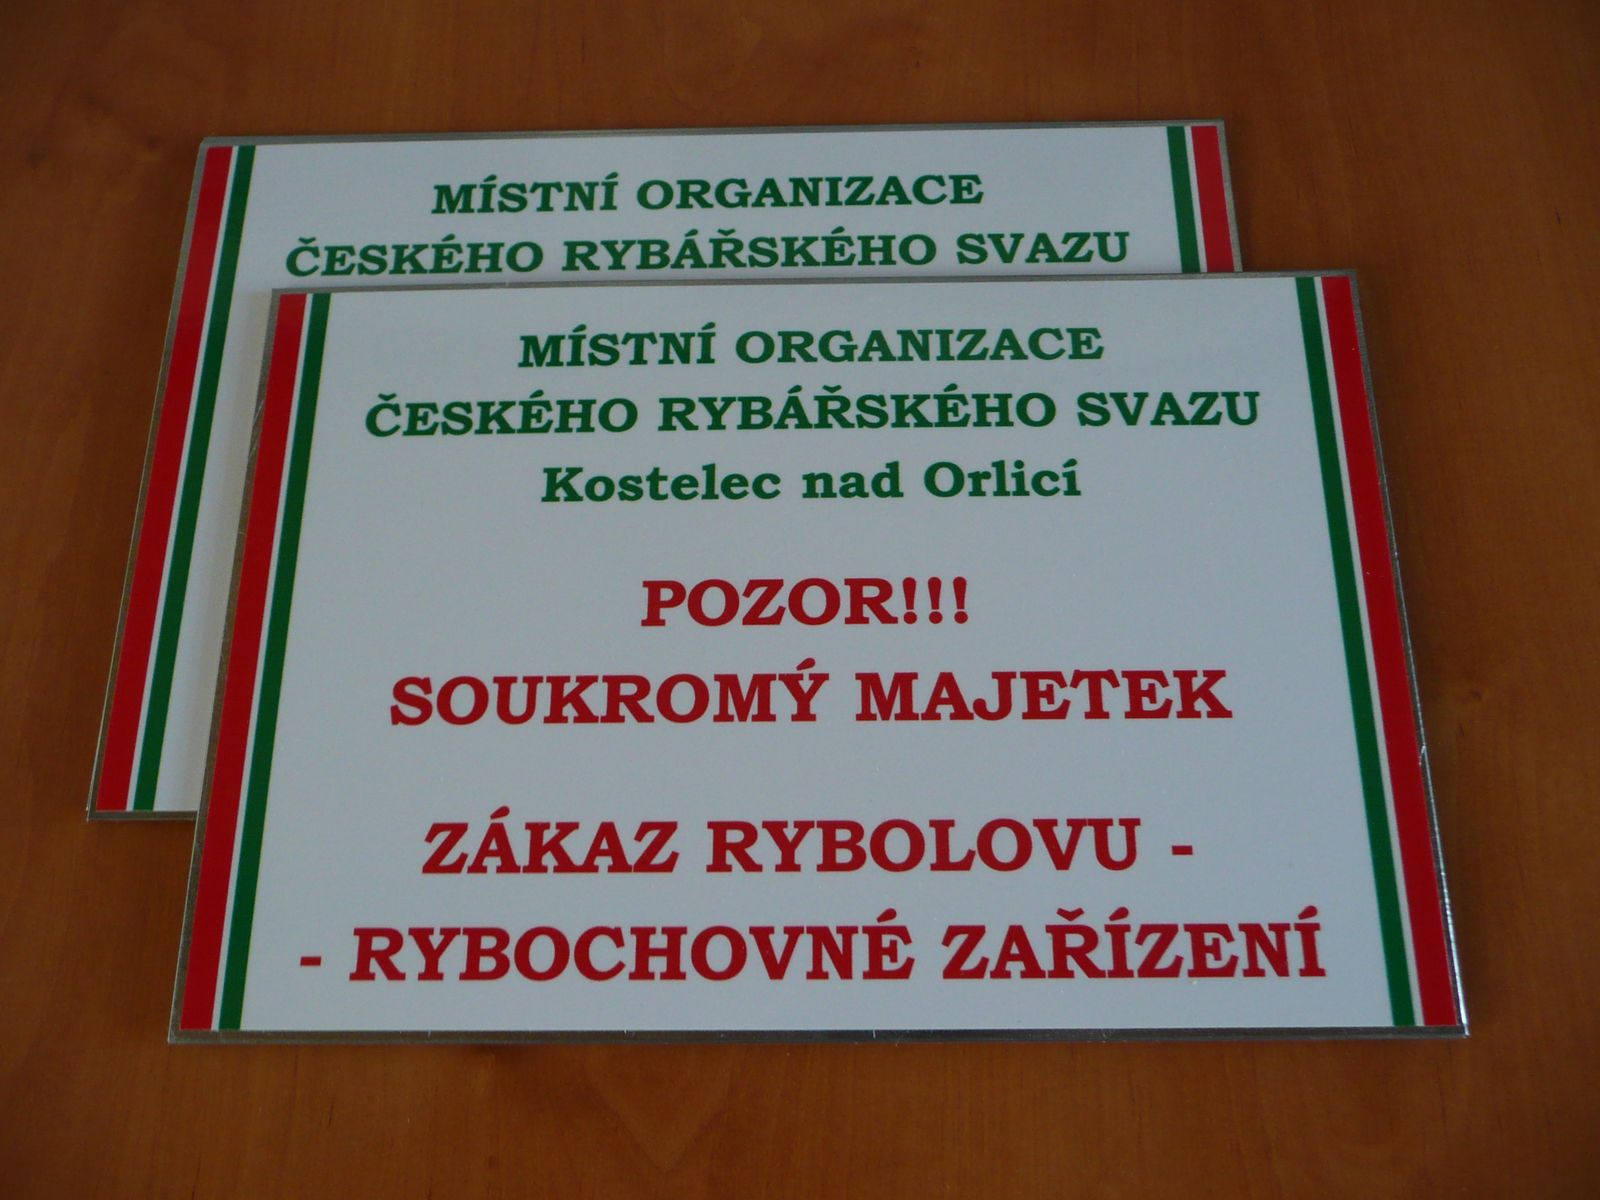 MÍSTNÍ ORGANIZACE
ČESKÉHO RYBÁŘSKÉHO SVAZU
MÍSTNÍ ORGANIZACE
ČESKÉHO RYBÁŘSKÉHO SVAZU
Kostelec nad Orlicí
POZOR!!!
SOUKROMÝ MAJETEK
ZÁKAZ RYBOLOVU -
- RYBOCHOVNÉ ZAŘÍZENÍ